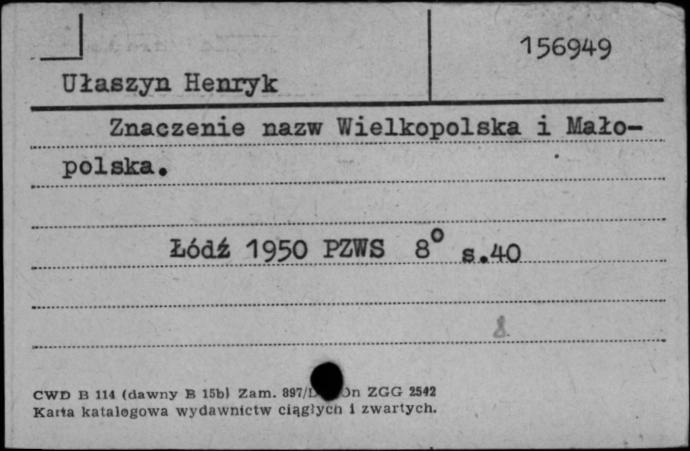 156949
Ułaszyn Henryk
Znaczenie nazw Wielkopolska i Mało-
polska.
Łódź 1950 PZWS 8° s.40
8
CWD B 114 (dawny B 15b) Zam. 897/ ZGG 2542
Karta katalogowa wydawnictw ciągłych i zwartych.